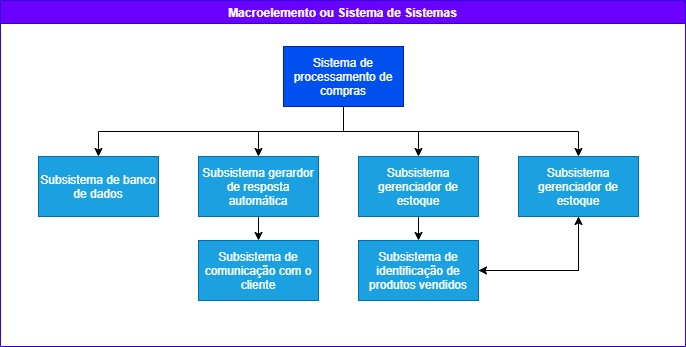 Macroelemento ou Sistema de Sistemas
Sistema de
processamento de
compras
Subsistema de banco
de dados
Subsistema gerardor
de resposta
automática
Subsistema
gerenciador de
estoque
Subsistema
gerenciador de
estoque
Subsistema de
comunicação com o
cliente
Subsistema de
identificação de
produtos vendidos